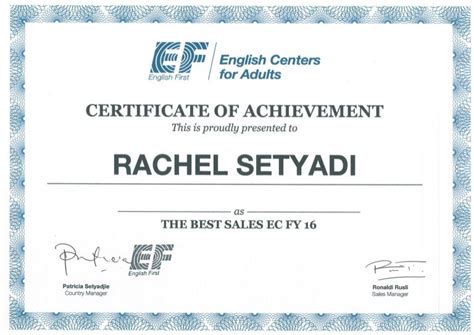 EF
English First
English Centers
for Adults
CERTIFICATE OF ACHIEVEMENT
This is proudly presented to
RACHEL SETYADI
as
THE BEST SALES EC FY 16
EF
English First
Patricia Setyadjie
Country Manager
Ronaldi Rusli
Sales Manager